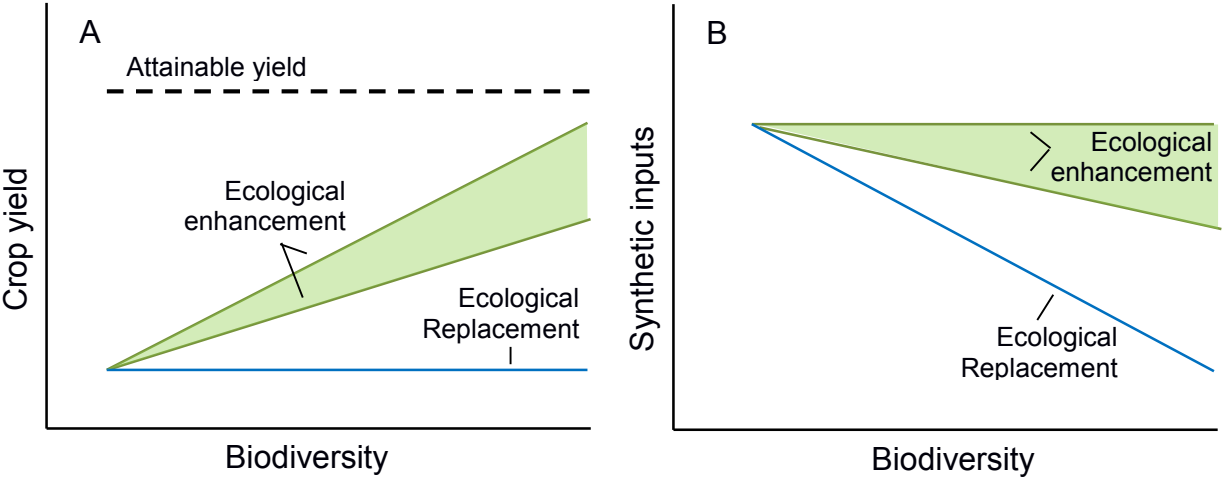 A
Attainable yield
Ecological
enhancement
Ecological
Replacement
Crop yield
Biodiversity
B
Ecological
enhancement
Ecological
Replacement
Synthetic inputs
Biodiversity